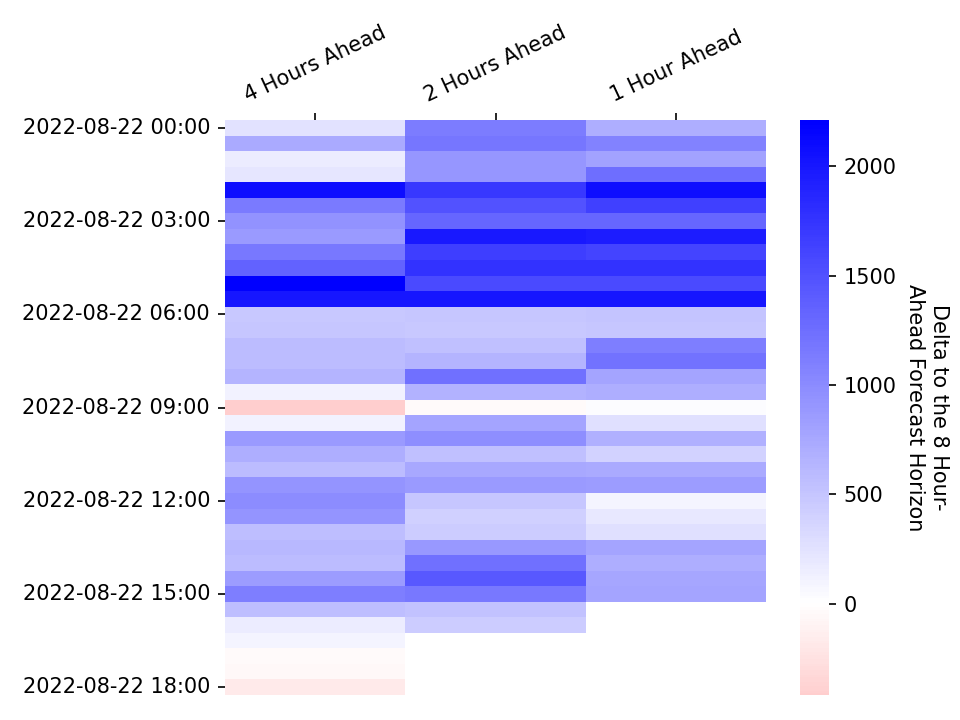 4 Hours Ahead
2 Hours Ahead
1 Hour Ahead
2022-08-22 00:00
2022-08-22 03:00
2022-08-22 06:00
2022-08-22 09:00
2022-08-22 12:00
2022-08-22 15:00
2022-08-22 18:00
2000
1500
1000
500
0
Delta to the 8 Hour-
Ahead Forecast Horizon